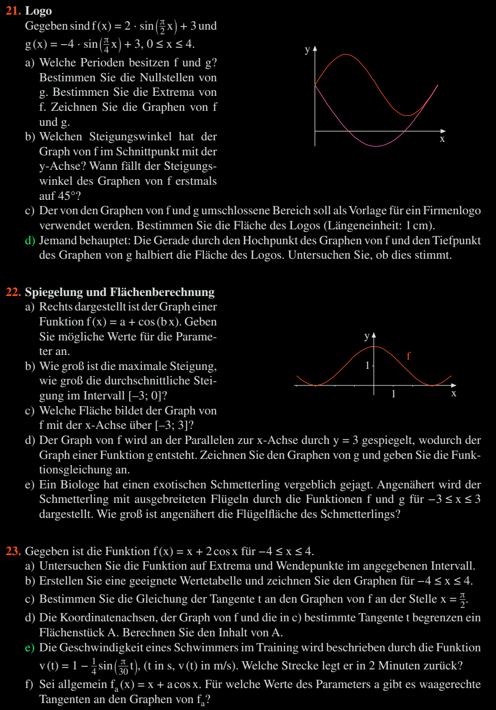 21. Logo
Gegeben sind f(x) = 2 · sin(π/2 x) + 3 und
g(x) = −4 · sin(π/4 x) + 3, 0 ≤ x ≤ 4.
a) Welche Perioden besitzen f und g?
Bestimmen Sie die Nullstellen von
g. Bestimmen Sie die Extrema von
f. Zeichnen Sie die Graphen von f
und g.
b) Welchen Steigungswinkel hat der
Graph von f im Schnittpunkt mit der
y-Achse? Wann fällt der Steigungs-
winkel des Graphen von f erstmals
auf 45°?
y
x
c) Der von den Graphen von f und g umschlossene Bereich soll als Vorlage für ein Firmenlogo
verwendet werden. Bestimmen Sie die Fläche des Logos (Längeneinheit: 1 cm).
d) Jemand behauptet: Die Gerade durch den Hochpunkt des Graphen von f und den Tiefpunkt
des Graphen von g halbiert die Fläche des Logos. Untersuchen Sie, ob dies stimmt.
22. Spiegelung und Flächenberechnung
a) Rechts dargestellt ist der Graph einer
Funktion f(x) = a + cos(bx). Geben
Sie mögliche Werte für die Parame-
ter an.
b) Wie groß ist die maximale Steigung,
wie groß die durchschnittliche Stei-
gung im Intervall [−3; 0]?
c) Welche Fläche bildet der Graph von
f mit der x-Achse über [−3; 3]?
y
f
1
1
x
d) Der Graph von f wird an der Parallelen zur x-Achse durch y = 3 gespiegelt, wodurch der
Graph einer Funktion g entsteht. Zeichnen Sie den Graphen von g und geben Sie die Funk-
tionsgleichung an.
e) Ein Biologe hat einen exotischen Schmetterling vergeblich gejagt. Angenähert wird der
Schmetterling mit ausgebreiteten Flügeln durch die Funktionen f und g für −3 ≤ x ≤ 3
dargestellt. Wie groß ist angenähert die Flügelfläche des Schmetterlings?
23. Gegeben ist die Funktion f(x) = x + 2 cos x für −4 ≤ x ≤ 4.
a) Untersuchen Sie die Funktion auf Extrema und Wendepunkte im angegebenen Intervall.
b) Erstellen Sie eine geeignete Wertetabelle und zeichnen Sie den Graphen für −4 ≤ x ≤ 4.
c) Bestimmen Sie die Gleichung der Tangente t an den Graphen von f an der Stelle x = π/2.
d) Die Koordinatenachsen, der Graph von f und die in c) bestimmte Tangente t begrenzen ein
Flächenstück A. Berechnen Sie den Inhalt von A.
e) Die Geschwindigkeit eines Schwimmers im Training wird beschrieben durch die Funktion
v(t) = 1 − 1/4 sin(π/30 t), (t in s, v(t) in m/s). Welche Strecke legt er in 2 Minuten zurück?
f) Sei allgemein fₐ(x) = x + a cos x. Für welche Werte des Parameters a gibt es waagerechte
Tangenten an den Graphen von fₐ?